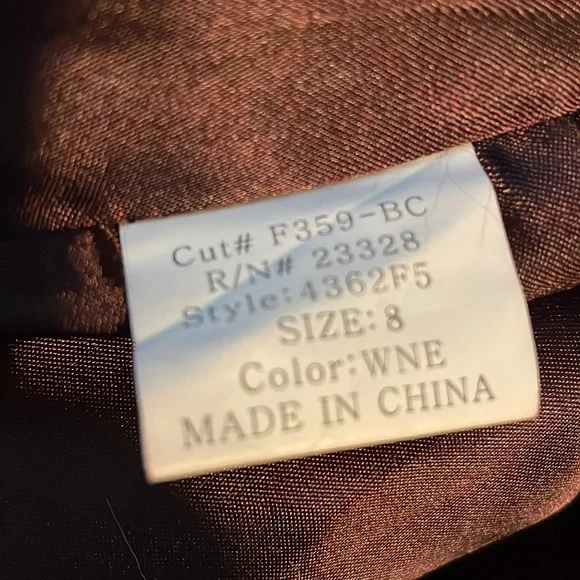 Cut# F359-BC
R/N# 23328
Style:4362F5
SIZE:8
Color:WNE
MADE IN CHINA